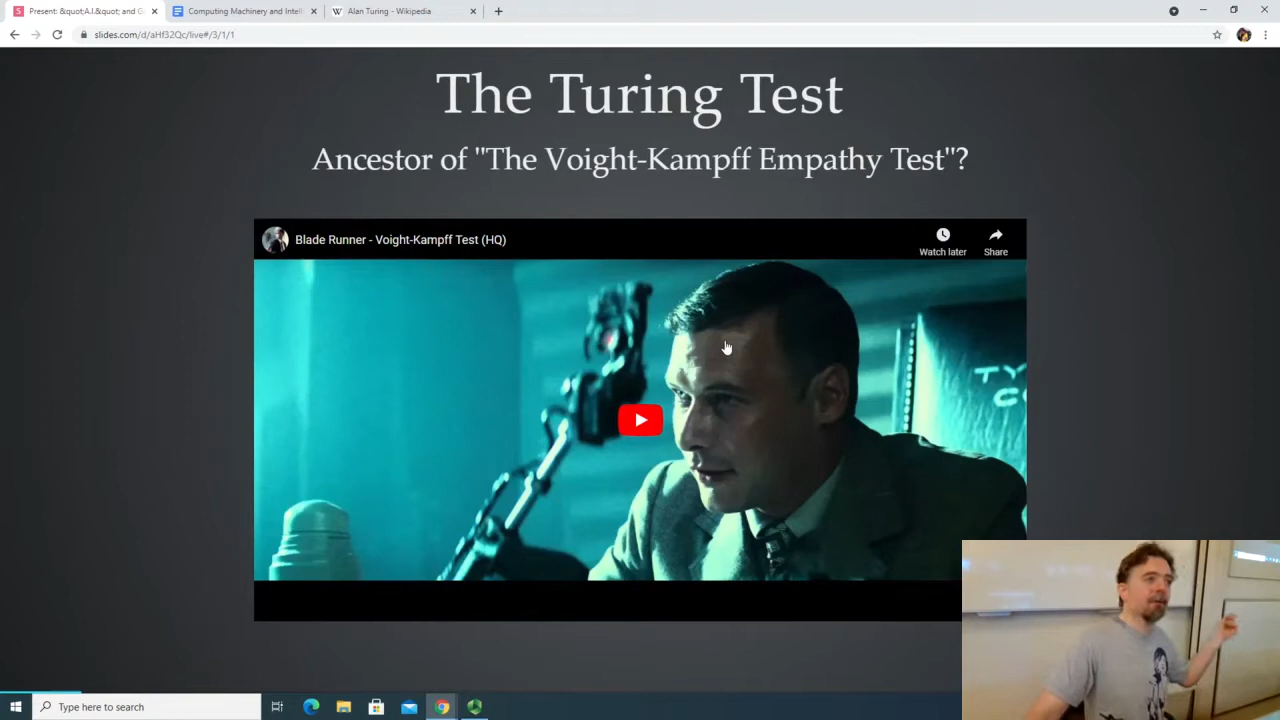 Present: &quot;A.I.&quot; and G
Computing Machinery and Intelli
Alan Turing - Wikipedia
slides.com/d/aHf32Qc/live#/3/1/1
The Turing Test
Ancestor of "The Voight-Kampff Empathy Test"?
Blade Runner - Voight-Kampff Test (HQ)
Watch later
Share
TY
CO
Type here to search